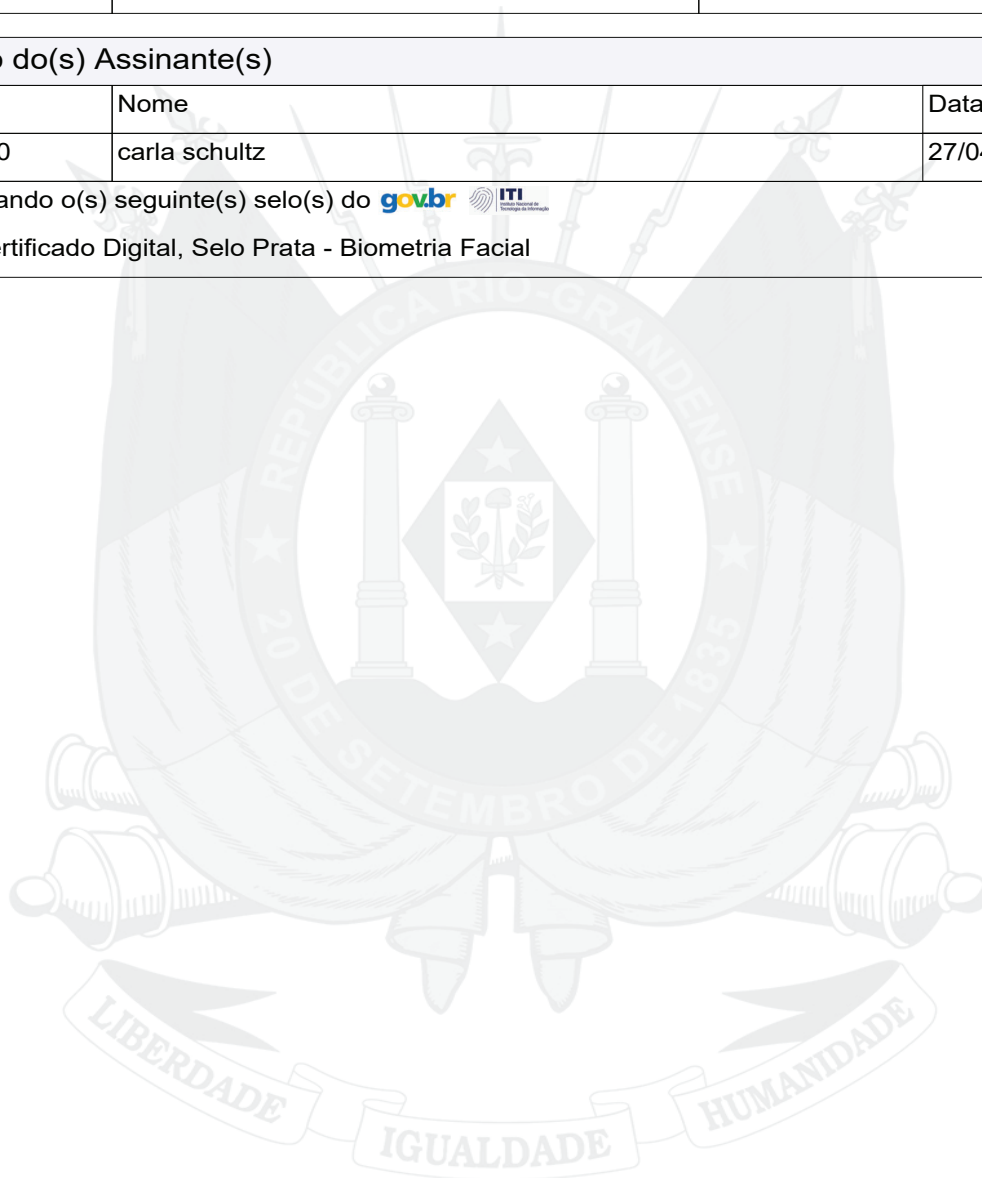 o do(s) Assinante(s)
Nome Data
0 carla schultz 27/04
ando o(s) seguinte(s) selo(s) do gov.br ITI
ertificado Digital, Selo Prata - Biometria Facial
REPÚBLICA RIO-GRANDENSE
20 DE SETEMBRO DE 1835
LIBERDADE IGUALDADE HUMANIDADE